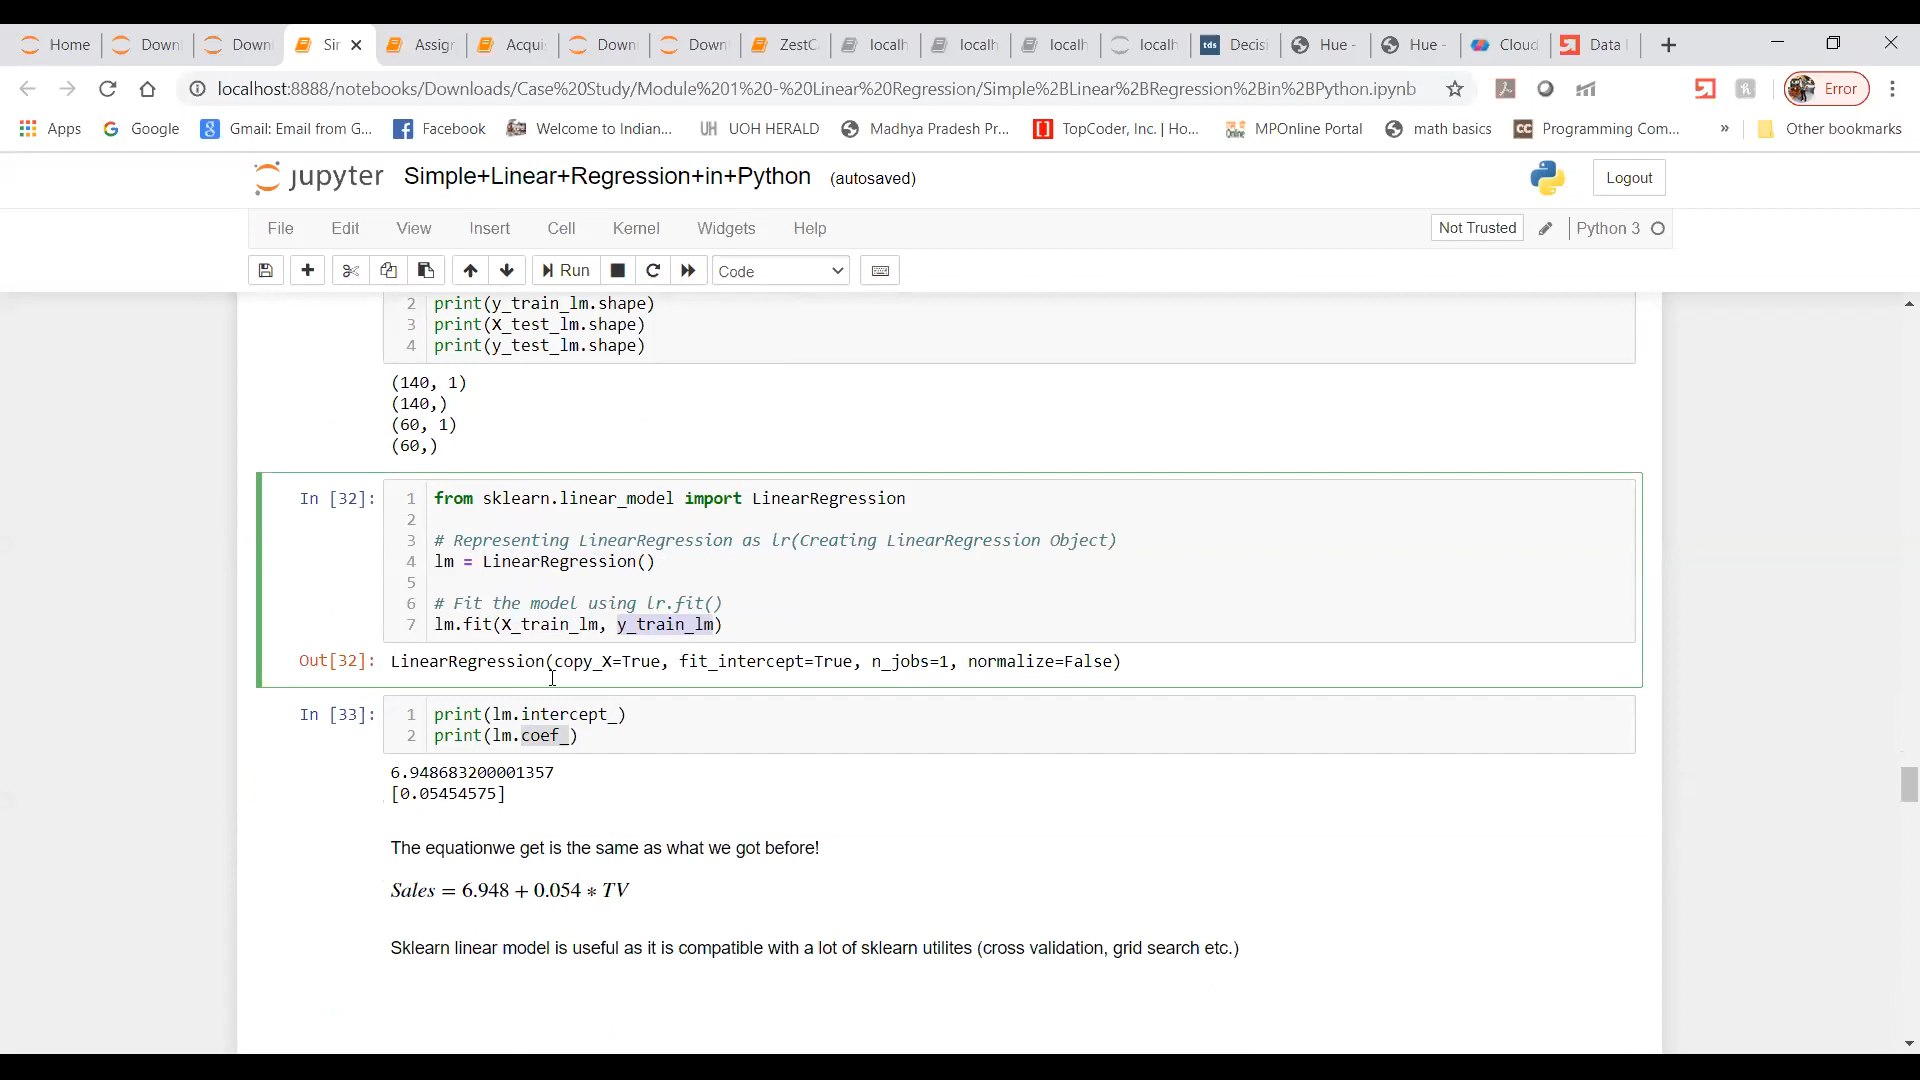 Home Down Down Sir Assign Acqui Down Down ZestC localh localh localh localh tds Decisi Hue - Hue - Cloud Data
localhost:8888/notebooks/Downloads/Case%20Study/Module%201%20-%20Linear%20Regression/Simple%2BLinear%2BRegression%2Bin%2BPython.ipynb Error
Apps Google Gmail: Email from G... Facebook Welcome to Indian... UH UOH HERALD Madhya Pradesh Pr... TopCoder, Inc. | Ho... MPOnline Portal math basics CC Programming Com... » Other bookmarks
jupyter Simple+Linear+Regression+in+Python (autosaved) Logout
File Edit View Insert Cell Kernel Widgets Help Not Trusted Python 3
Run Code
2 print(y_train_lm.shape)
3 print(X_test_lm.shape)
4 print(y_test_lm.shape)
(140, 1)
(140,)
(60, 1)
(60,)
In [32]: 1 from sklearn.linear_model import LinearRegression
2
3 # Representing LinearRegression as lr(Creating LinearRegression Object)
4 lm = LinearRegression()
5
6 # Fit the model using lr.fit()
7 lm.fit(X_train_lm, y_train_lm)
Out[32]: LinearRegression(copy_X=True, fit_intercept=True, n_jobs=1, normalize=False)
In [33]: 1 print(lm.intercept_)
2 print(lm.coef_)
6.948683200001357
[0.05454575]
The equationwe get is the same as what we got before!
Sales = 6.948 + 0.054 ∗ TV
Sklearn linear model is useful as it is compatible with a lot of sklearn utilites (cross validation, grid search etc.)